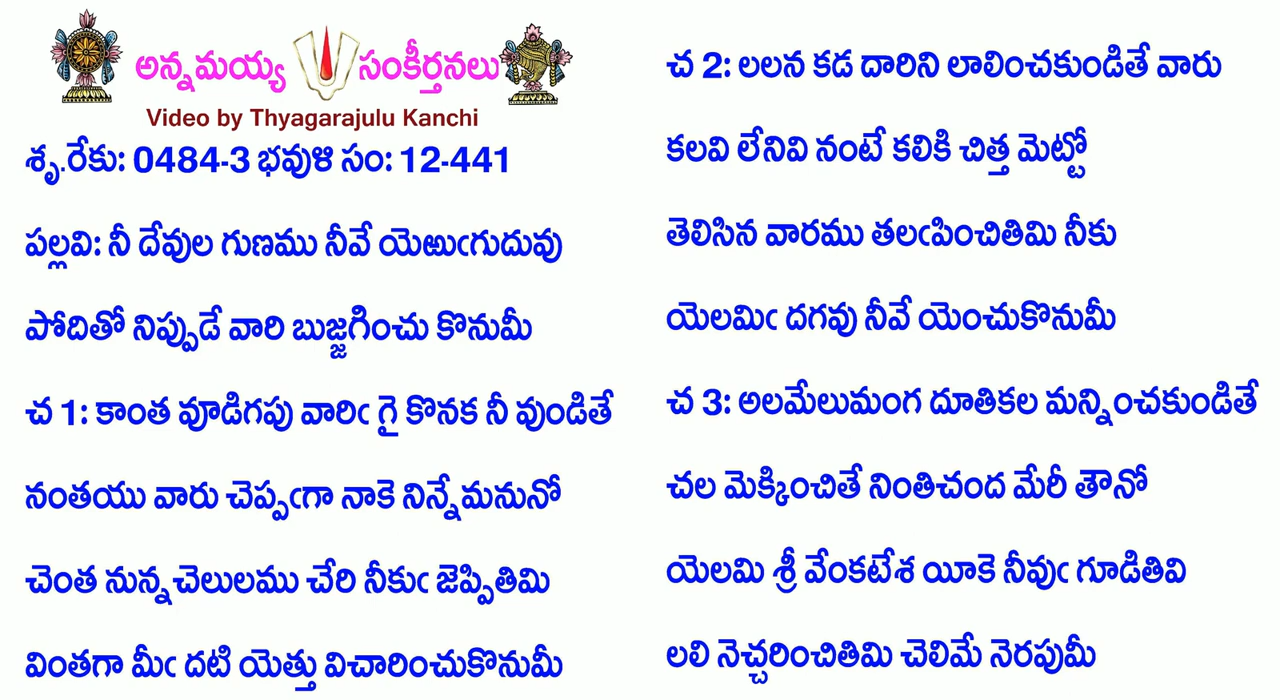 అన్నమయ్య సంకీర్తనలు
Video by Thyagarajulu Kanchi
శృ.రేకు: 0484-3 భవుళి సం: 12-441
పల్లవి: నీ దేవుల గుణము నీవే యెఱుఁగుదువు
పోదితో నిప్పుడే వారి బుజ్జగించు కొనుమీ
చ 1: కాంత వూడిగపు వారిఁ గై కొనక నీ వుండితే
నంతయు వారు చెప్పఁగా నాకె నిన్నేమనునో
చెంత నున్న చెలులము చేరి నీకుఁ జెప్పితిమి
వింతగా మీఁ దటి యెత్తు విచారించుకొనుమీ
చ 2: లలన కడ దారిని లాలించకుండితే వారు
కలవి లేనివి నంటే కలికి చిత్త మెట్టో
తెలిసిన వారము తలఁపించితిమి నీకు
యెలమిఁ దగవు నీవే యెంచుకొనుమీ
చ 3: అలమేలుమంగ దూతికల మన్నించకుండితే
చల మెక్కించితే నింతిచంద మేరీ తౌనో
యెలమి శ్రీ వేంకటేశ యీకె నీవుఁ గూడితివి
లలి నెచ్చరించితిమి చెలిమే నెరపుమీ